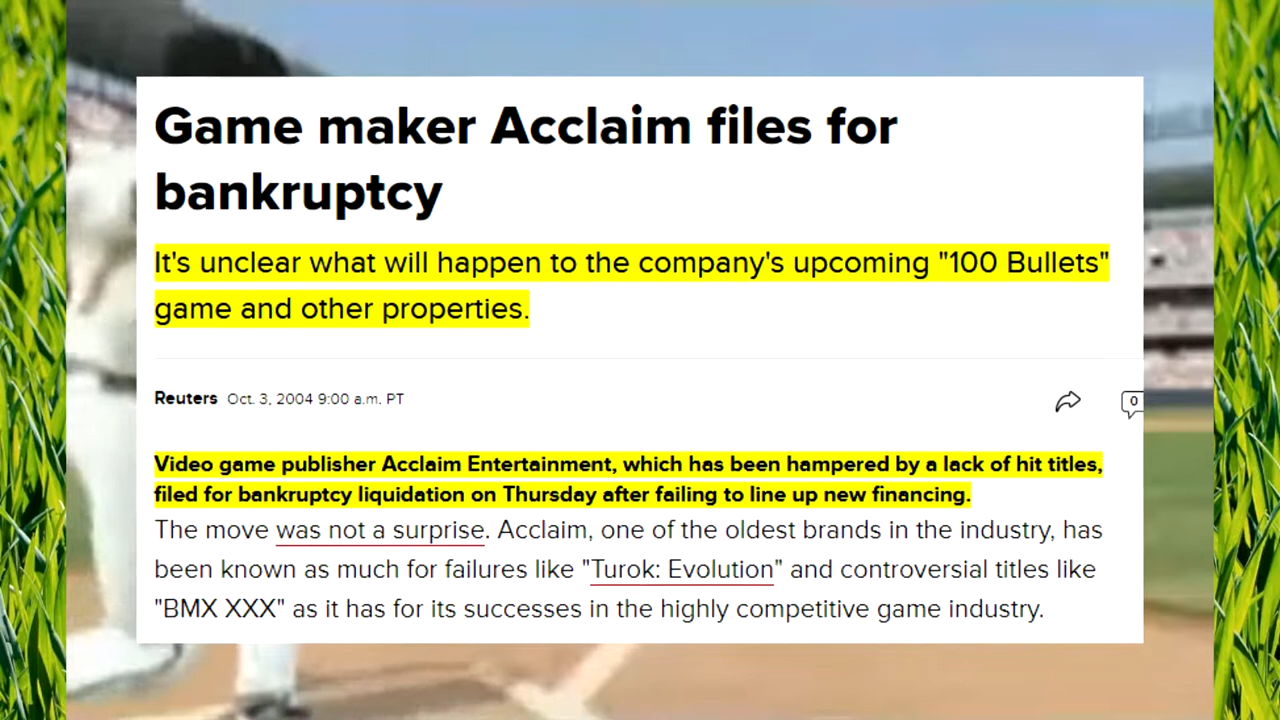 Game maker Acclaim files for
bankruptcy
It's unclear what will happen to the company's upcoming "100 Bullets"
game and other properties.
Reuters Oct. 3, 2004 9:00 a.m. PT
0
Video game publisher Acclaim Entertainment, which has been hampered by a lack of hit titles,
filed for bankruptcy liquidation on Thursday after failing to line up new financing.
The move was not a surprise. Acclaim, one of the oldest brands in the industry, has
been known as much for failures like "Turok: Evolution" and controversial titles like
"BMX XXX" as it has for its successes in the highly competitive game industry.